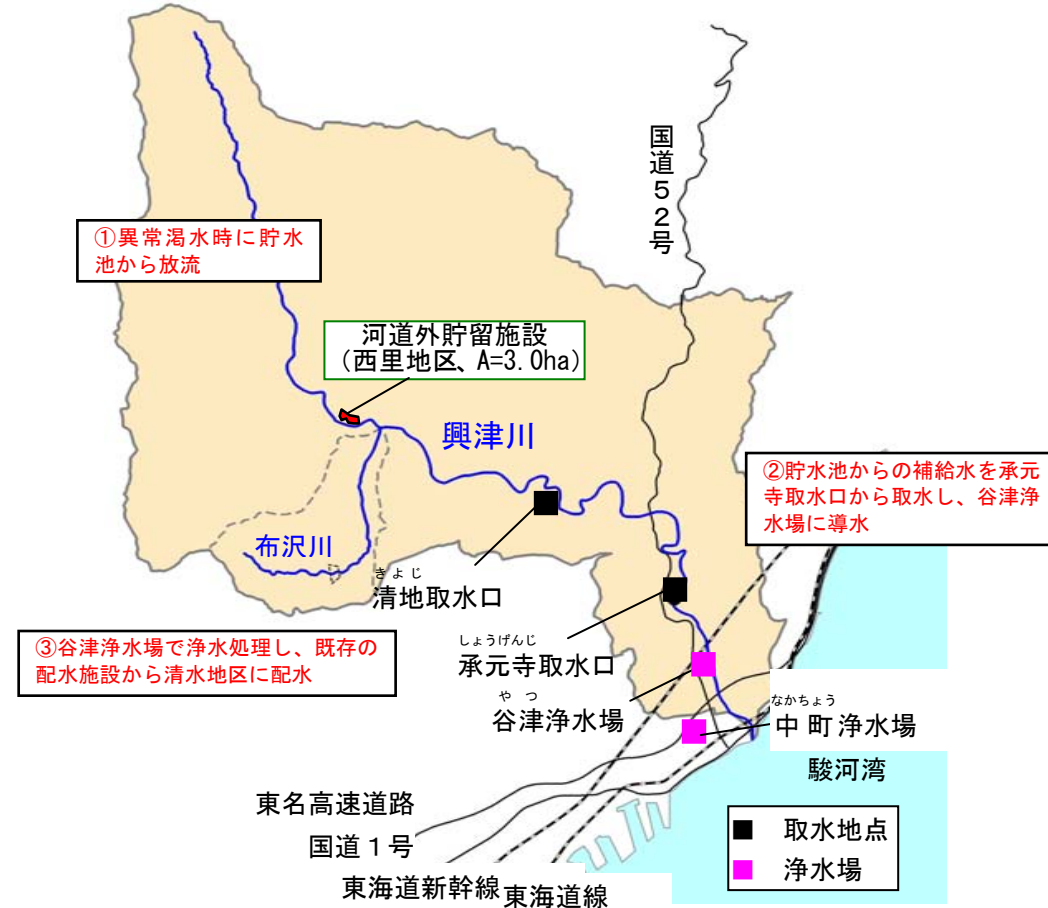 国道５２号
①異常渇水時に貯水
池から放流
河道外貯留施設
（西里地区、A=3.0ha）
興津川
②貯水池からの補給水を承元
寺取水口から取水し、谷津浄
水場に導水
布沢川
きよじ
清地取水口
③谷津浄水場で浄水処理し、既存の
配水施設から清水地区に配水
しょうげんじ
承元寺取水口
やつ
谷津浄水場
なかちょう
中町浄水場
駿河湾
東名高速道路
国道１号
東海道新幹線
東海道線
取水地点
浄水場